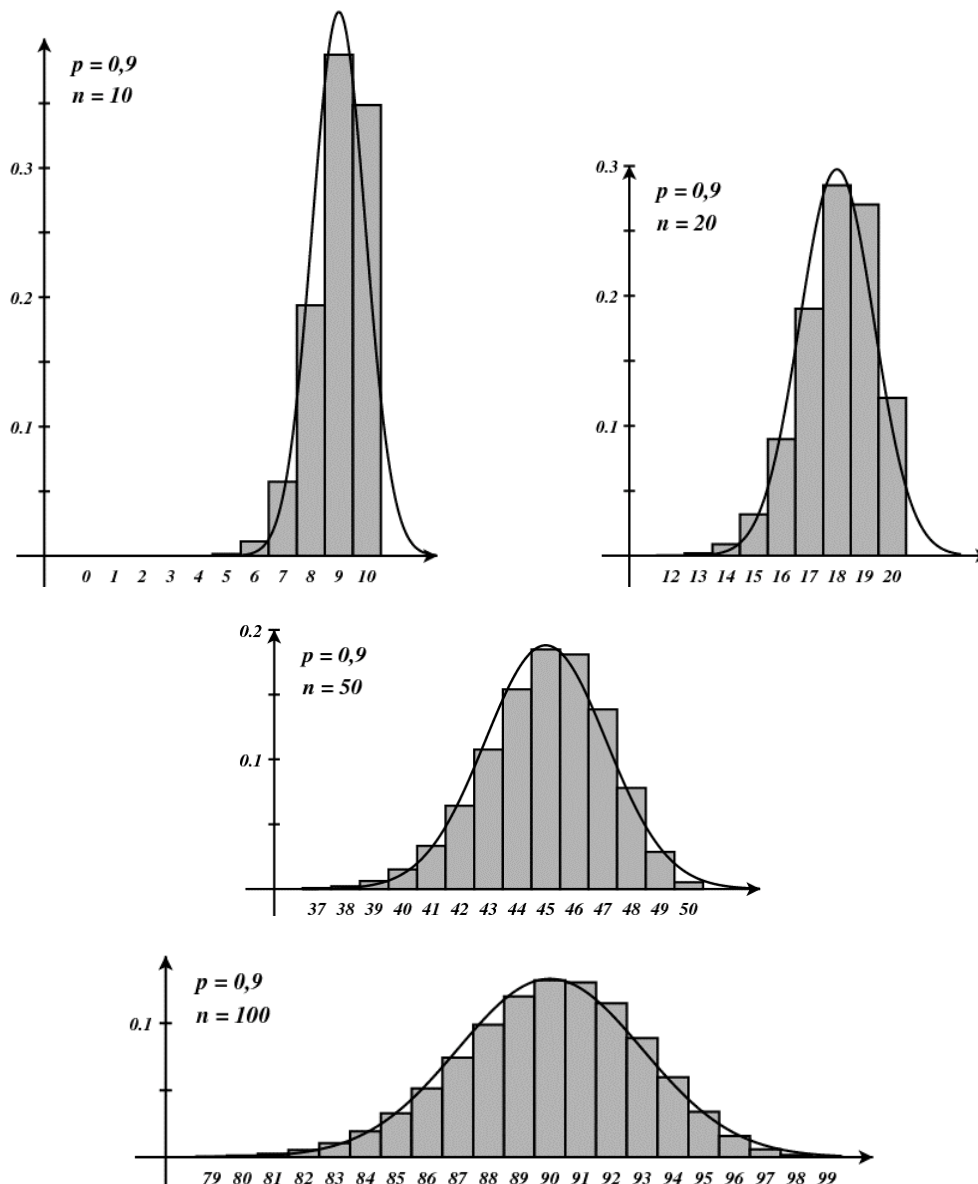 p = 0,9
n = 10
0.3
0.2
0.1
0 1 2 3 4 5 6 7 8 9 10
0.3
p = 0,9
n = 20
0.2
0.1
12 13 14 15 16 17 18 19 20
0.2
p = 0,9
n = 50
0.1
37 38 39 40 41 42 43 44 45 46 47 48 49 50
p = 0,9
n = 100
0.1
79 80 81 82 83 84 85 86 87 88 89 90 91 92 93 94 95 96 97 98 99